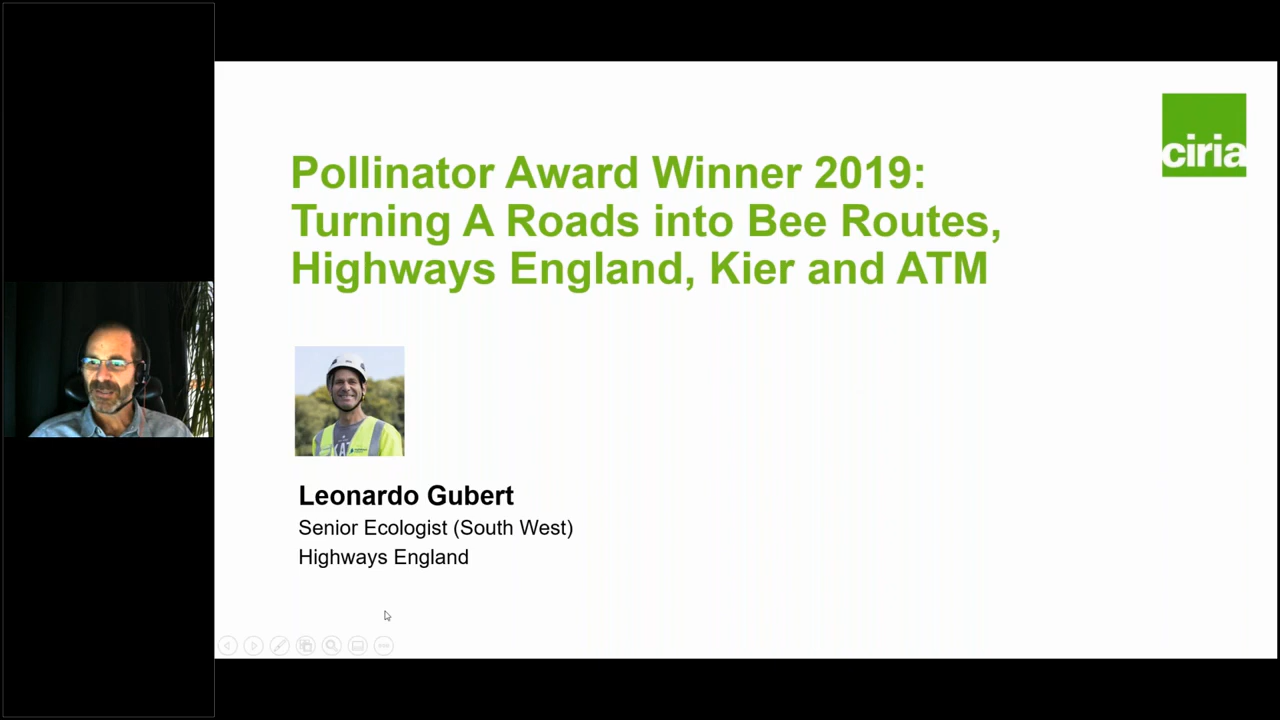 ciria
Pollinator Award Winner 2019:
Turning A Roads into Bee Routes,
Highways England, Kier and ATM
Leonardo Gubert
Senior Ecologist (South West)
Highways England